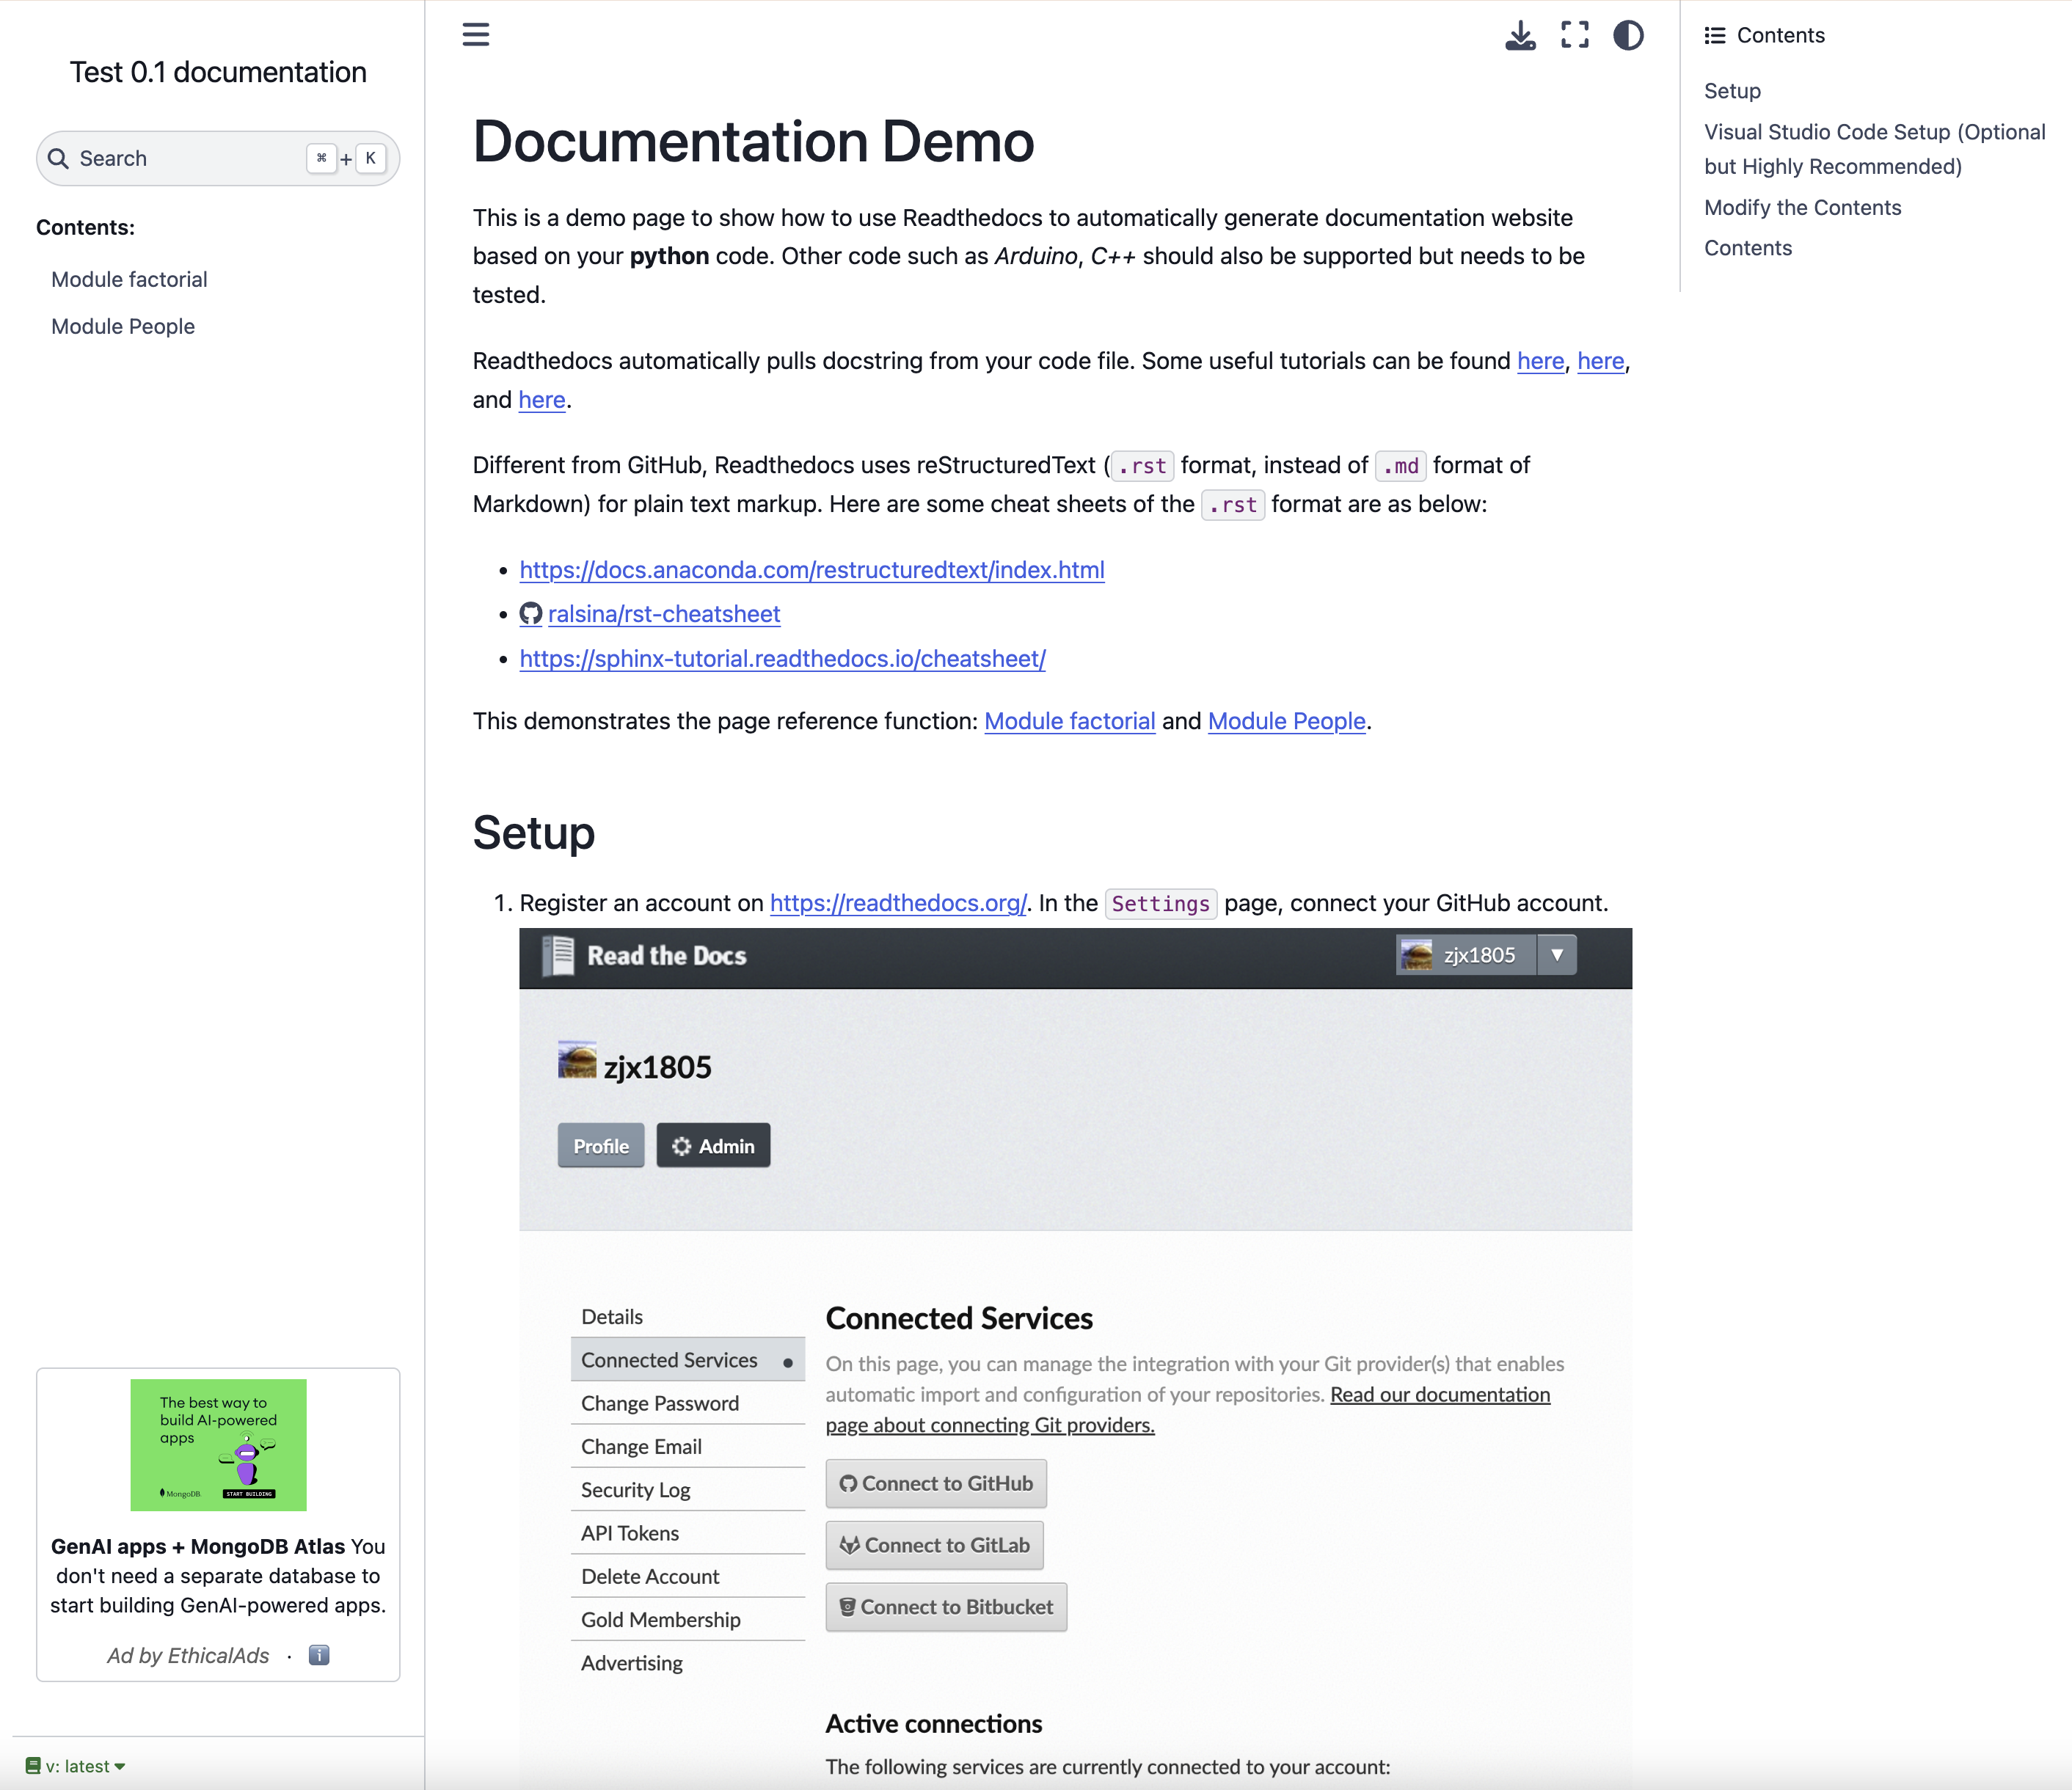 Test 0.1 documentation
Search
⌘ + K
Contents:
Module factorial
Module People
The best way to
build AI-powered
apps
MongoDB.
START BUILDING
GenAI apps + MongoDB Atlas You
don't need a separate database to
start building GenAI-powered apps.
Ad by EthicalAds · i
v: latest
Documentation Demo
This is a demo page to show how to use Readthedocs to automatically generate documentation website
based on your python code. Other code such as Arduino, C++ should also be supported but needs to be
tested.
Readthedocs automatically pulls docstring from your code file. Some useful tutorials can be found here, here,
and here.
Different from GitHub, Readthedocs uses reStructuredText (.rst format, instead of .md format of
Markdown) for plain text markup. Here are some cheat sheets of the .rst format are as below:
• https://docs.anaconda.com/restructuredtext/index.html
• ralsina/rst-cheatsheet
• https://sphinx-tutorial.readthedocs.io/cheatsheet/
This demonstrates the page reference function: Module factorial and Module People.
Setup
1. Register an account on https://readthedocs.org/. In the Settings page, connect your GitHub account.
Read the Docs
zjx1805
zjx1805
Profile
Admin
Details
Connected Services
Change Password
Change Email
Security Log
API Tokens
Delete Account
Gold Membership
Advertising
Connected Services
On this page, you can manage the integration with your Git provider(s) that enables
automatic import and configuration of your repositories. Read our documentation
page about connecting Git providers.
Connect to GitHub
Connect to GitLab
Connect to Bitbucket
Active connections
The following services are currently connected to your account:
Contents
Setup
Visual Studio Code Setup (Optional
but Highly Recommended)
Modify the Contents
Contents